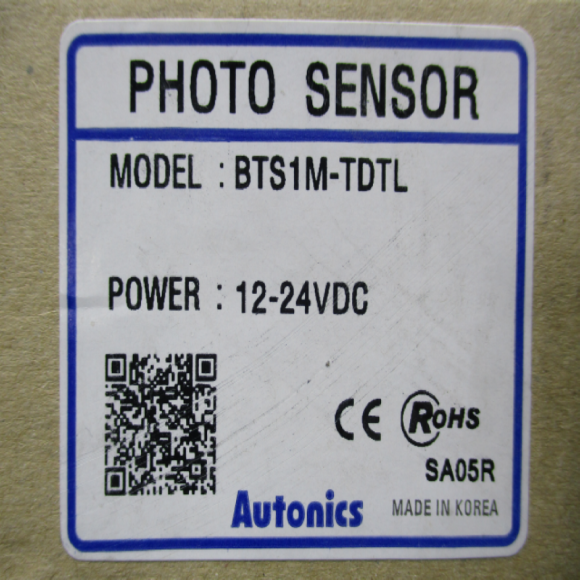 PHOTO SENSOR
MODEL : BTS1M-TDTL
POWER : 12-24VDC
CE RoHS
SA05R
Autonics MADE IN KOREA